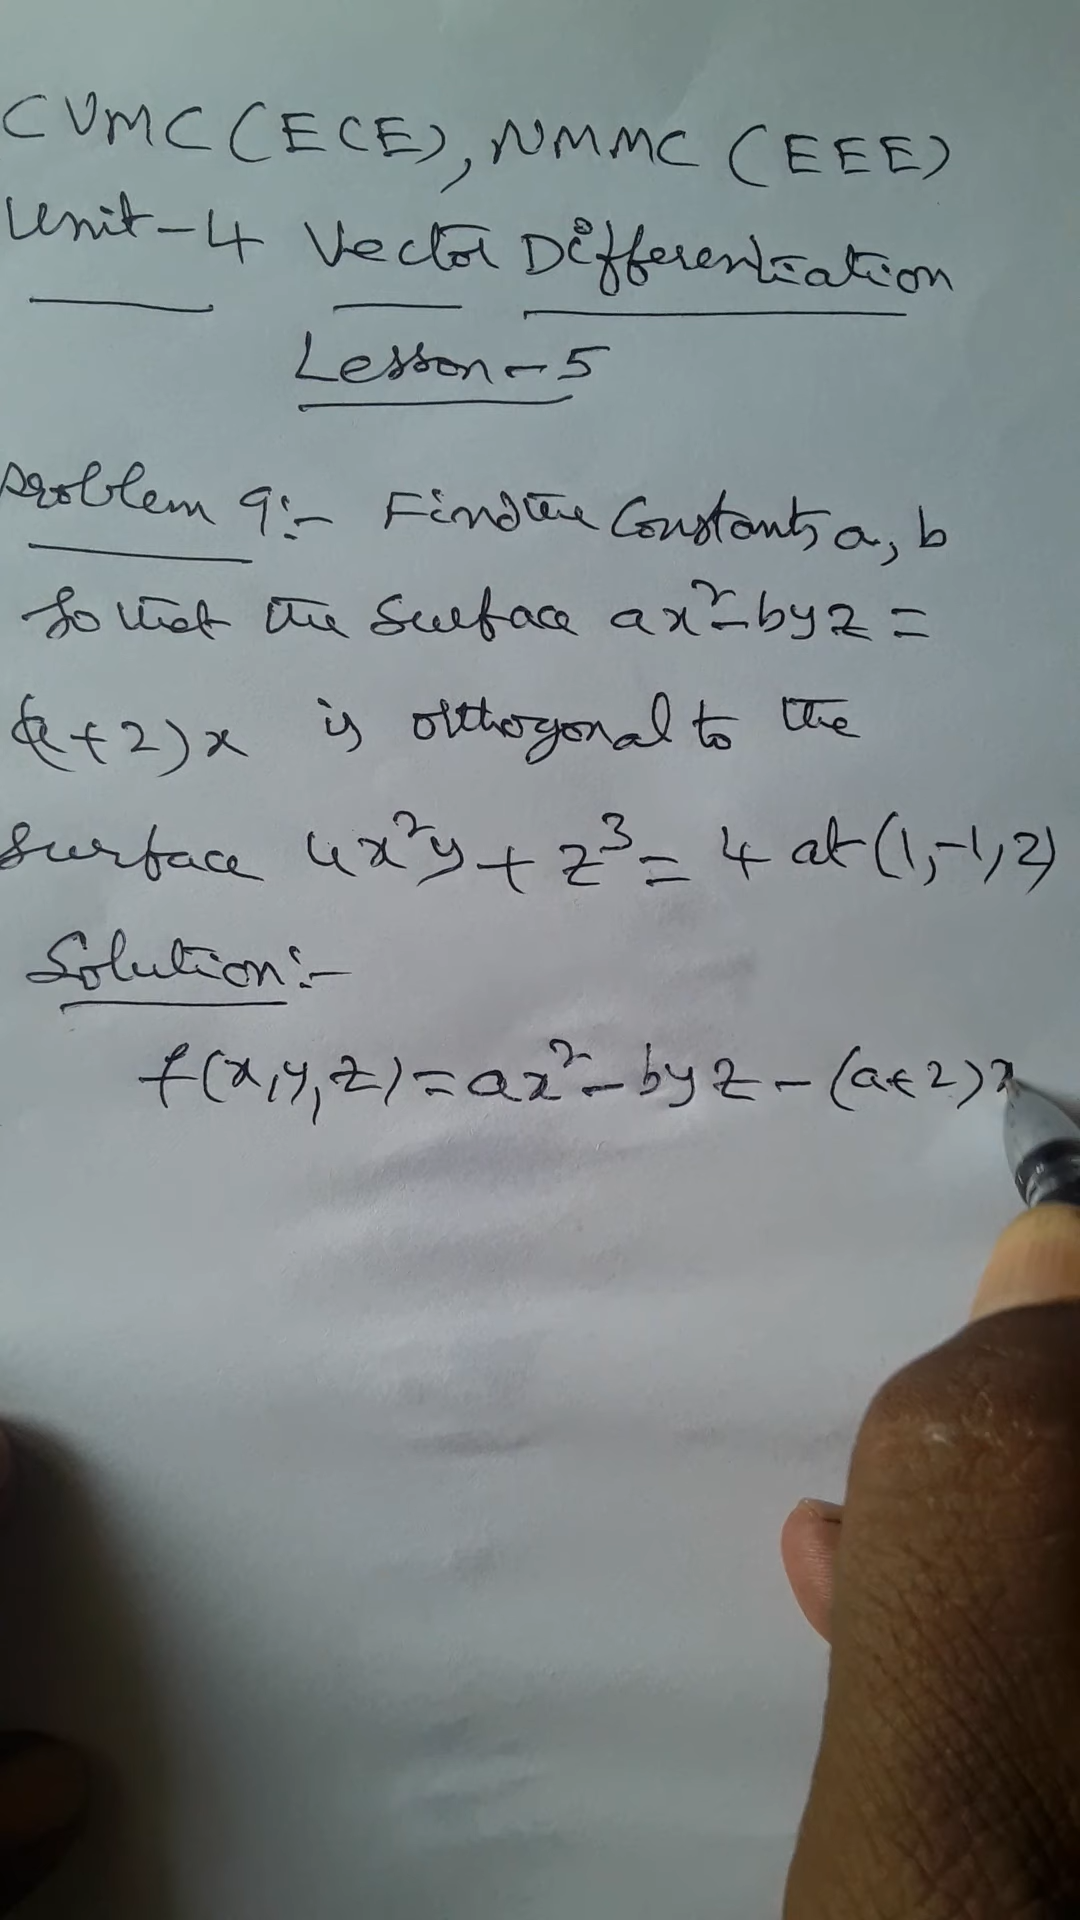 CVMC (ECE), NMMC (EEE)
Unit-4 Vector Differentiation
Lesson-5
Problem 9:- Find the Constants a, b
so that the surface ax²-byz=
(a+2)x is orthogonal to the
surface 4x²y+z³=4 at (1,-1,2)
Solution:-
f(x,y,z)=ax²-byz-(a+2)x